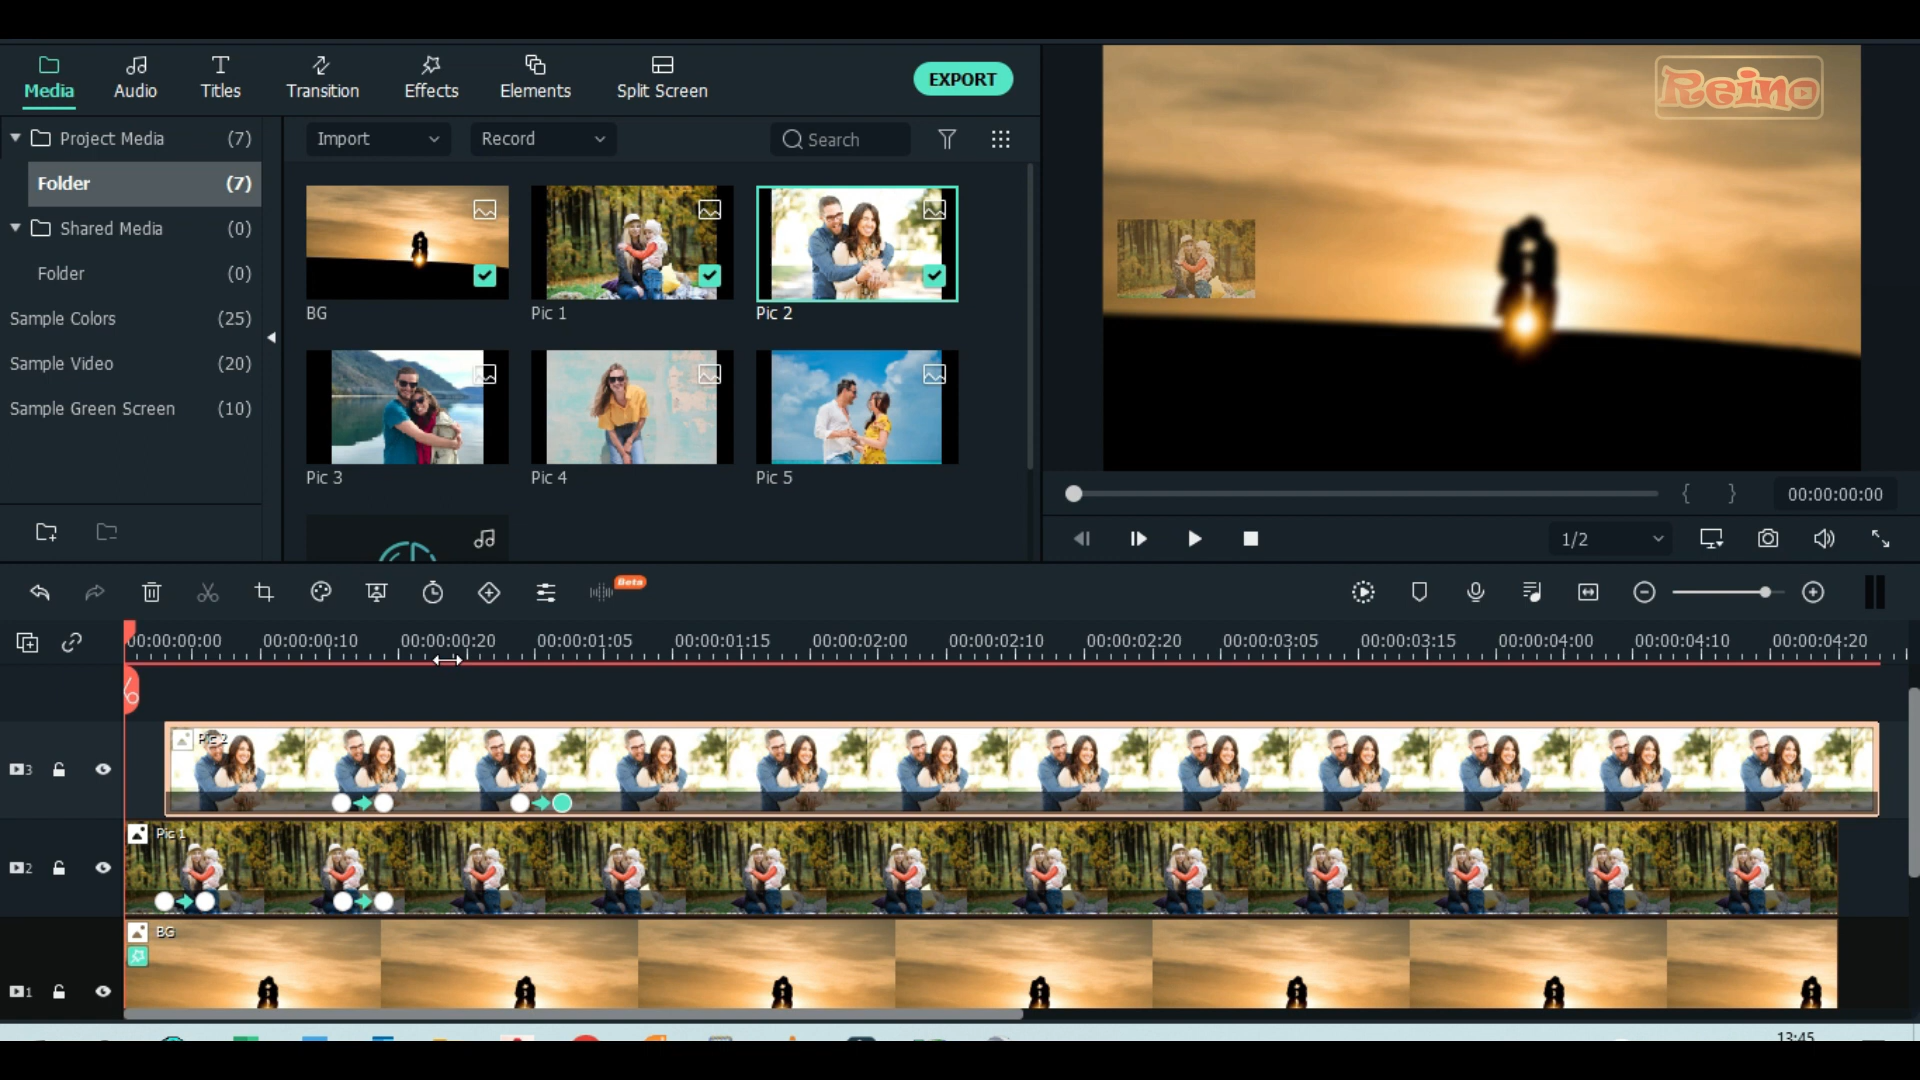 Media
Audio
Titles
Transition
Effects
Elements
Split Screen
EXPORT
Reino
Project Media (7)
Folder (7)
Shared Media (0)
Folder (0)
Sample Colors (25)
Sample Video (20)
Sample Green Screen (10)
Import
Record
Search
BG
Pic 1
Pic 2
Pic 3
Pic 4
Pic 5
00:00:00:00
1/2
Beta
00:00:00:00 00:00:00:10 00:00:00:20 00:00:01:05 00:00:01:15 00:00:02:00 00:00:02:10 00:00:02:20 00:00:03:05 00:00:03:15 00:00:04:00 00:00:04:10 00:00:04:20
Pic 2
3
Pic 1
2
BG
1
13:45